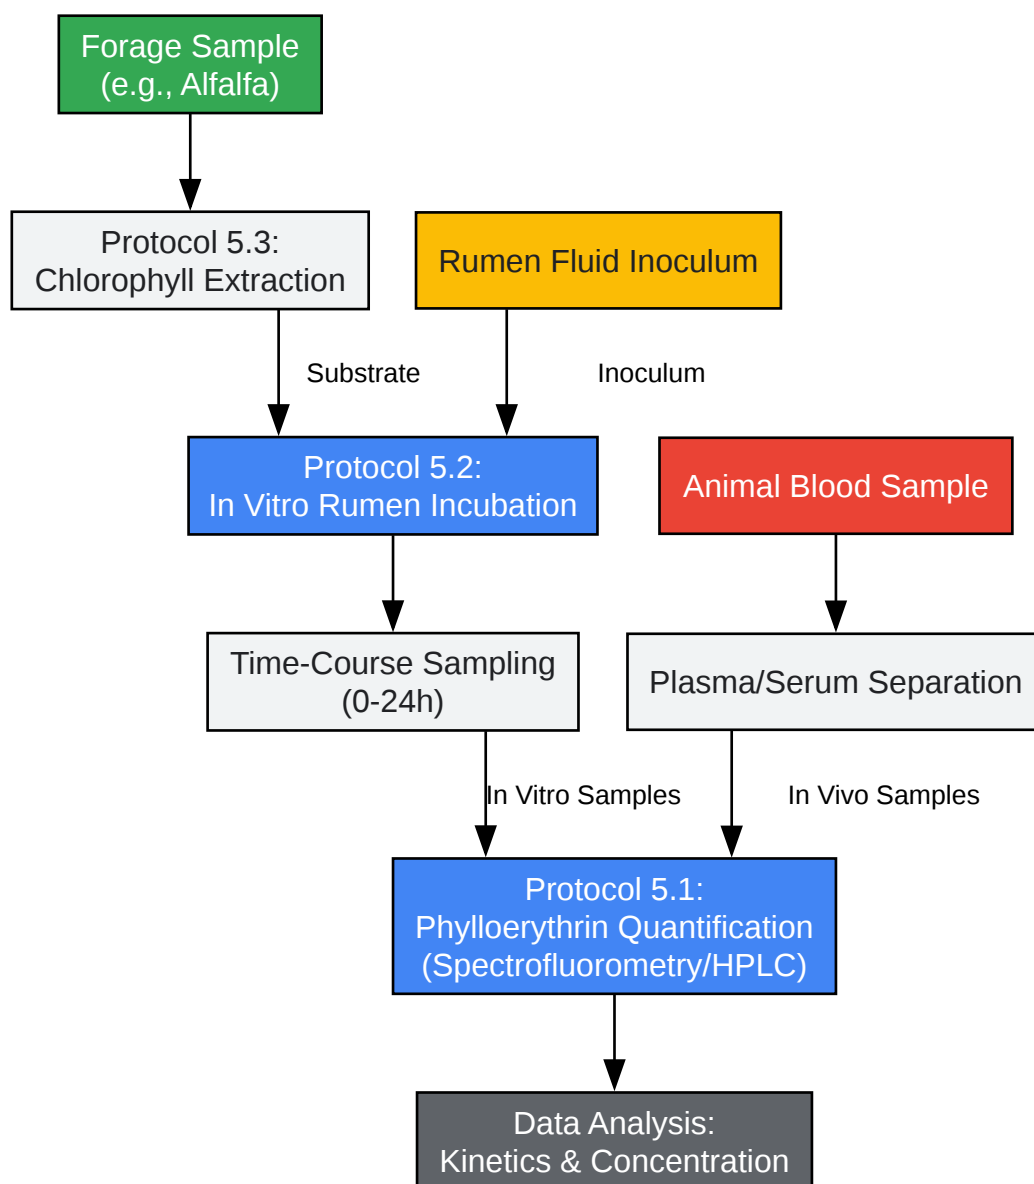 Forage Sample
(e.g., Alfalfa)
Protocol 5.3:
Chlorophyll Extraction
Rumen Fluid Inoculum
Substrate
Inoculum
Protocol 5.2:
In Vitro Rumen Incubation
Animal Blood Sample
Time-Course Sampling
(0-24h)
Plasma/Serum Separation
In Vitro Samples
In Vivo Samples
Protocol 5.1:
Phylloerythrin Quantification
(Spectrofluorometry/HPLC)
Data Analysis:
Kinetics & Concentration